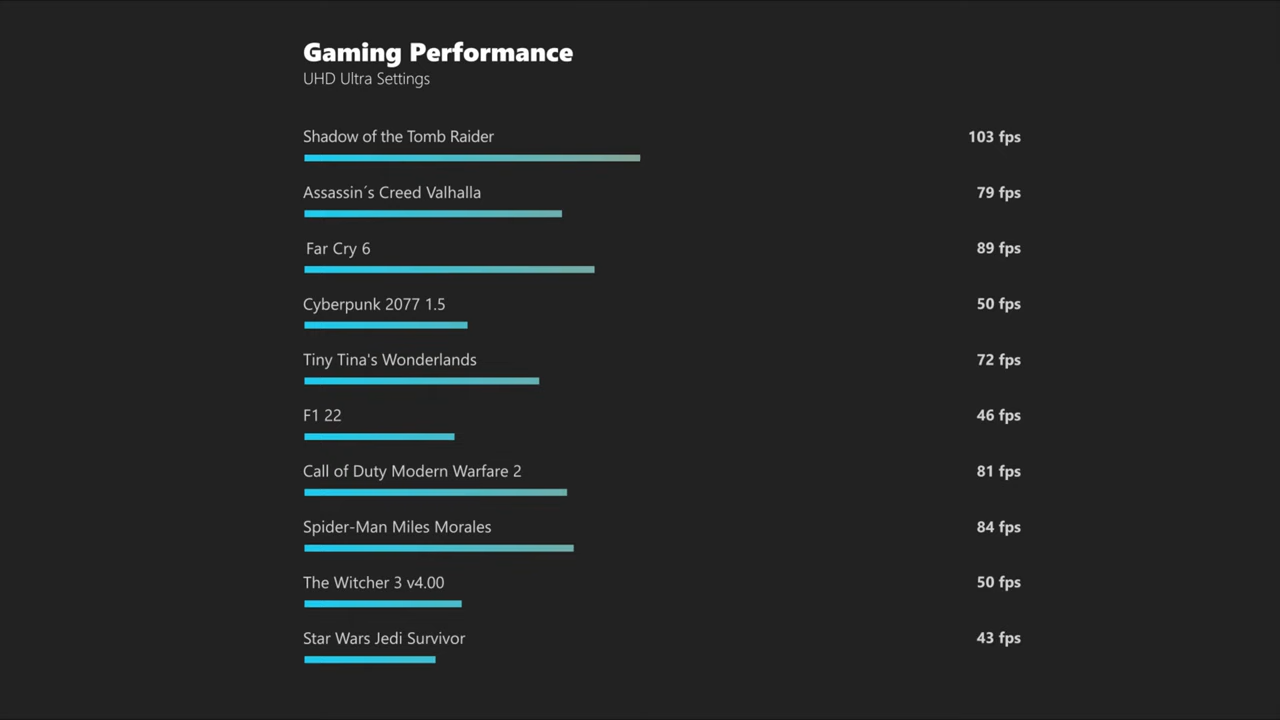 Gaming Performance
UHD Ultra Settings
Shadow of the Tomb Raider 103 fps
Assassin´s Creed Valhalla 79 fps
Far Cry 6 89 fps
Cyberpunk 2077 1.5 50 fps
Tiny Tina's Wonderlands 72 fps
F1 22 46 fps
Call of Duty Modern Warfare 2 81 fps
Spider-Man Miles Morales 84 fps
The Witcher 3 v4.00 50 fps
Star Wars Jedi Survivor 43 fps